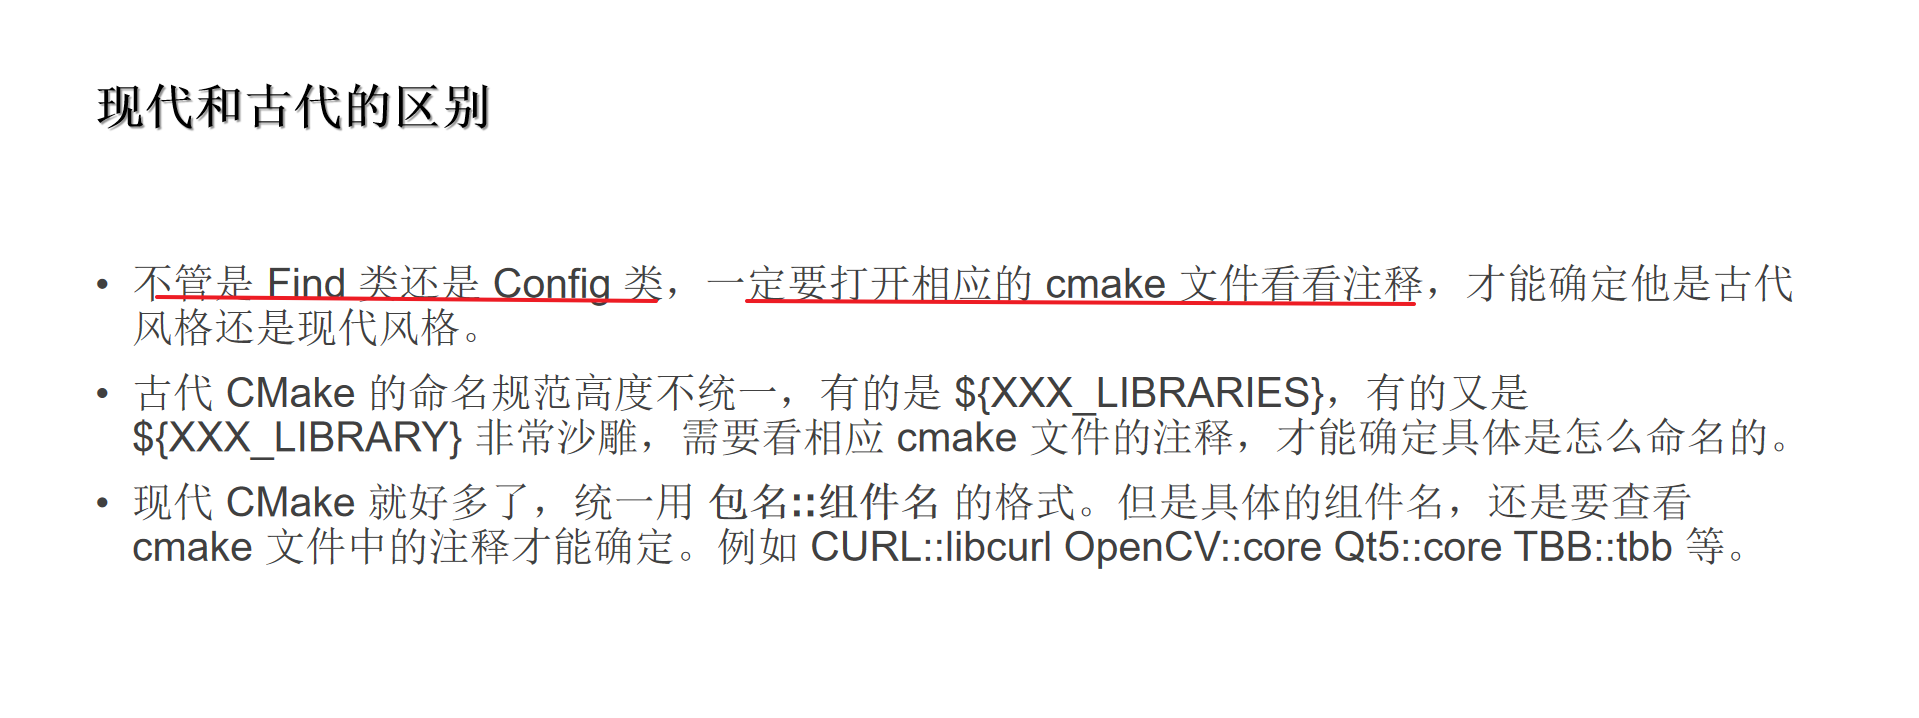 现代和古代的区别
• 不管是 Find 类还是 Config 类，一定要打开相应的 cmake 文件看看注释，才能确定他是古代
风格还是现代风格。
• 古代 CMake 的命名规范高度不统一，有的是 ${XXX_LIBRARIES}，有的又是
${XXX_LIBRARY} 非常沙雕，需要看相应 cmake 文件的注释，才能确定具体是怎么命名的。
• 现代 CMake 就好多了，统一用 包名::组件名 的格式。但是具体的组件名，还是要查看
cmake 文件中的注释才能确定。例如 CURL::libcurl OpenCV::core Qt5::core TBB::tbb 等。